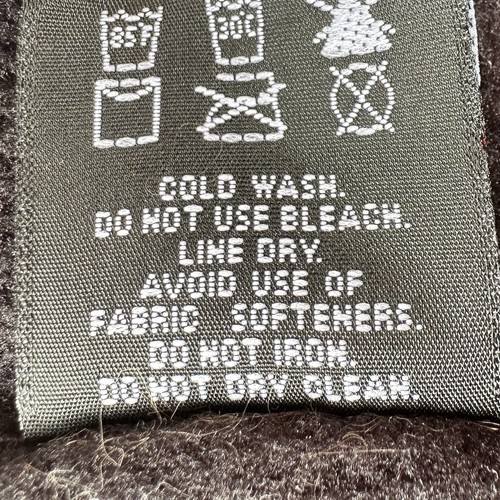 COLD WASH.
DO NOT USE BLEACH.
LINE DRY.
AVOID USE OF
FABRIC SOFTENERS.
DO NOT IRON.
DO NOT DRY CLEAN.